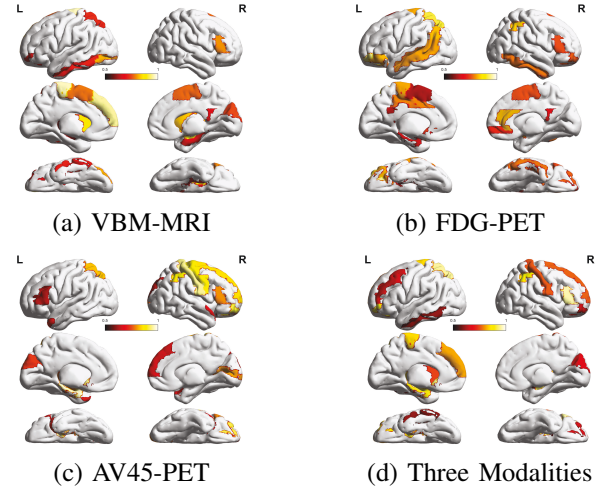 L R L R
0.5 1 0.5 1
(a) VBM-MRI (b) FDG-PET
L R L R
0.5 1 0.5 1
(c) AV45-PET (d) Three Modalities